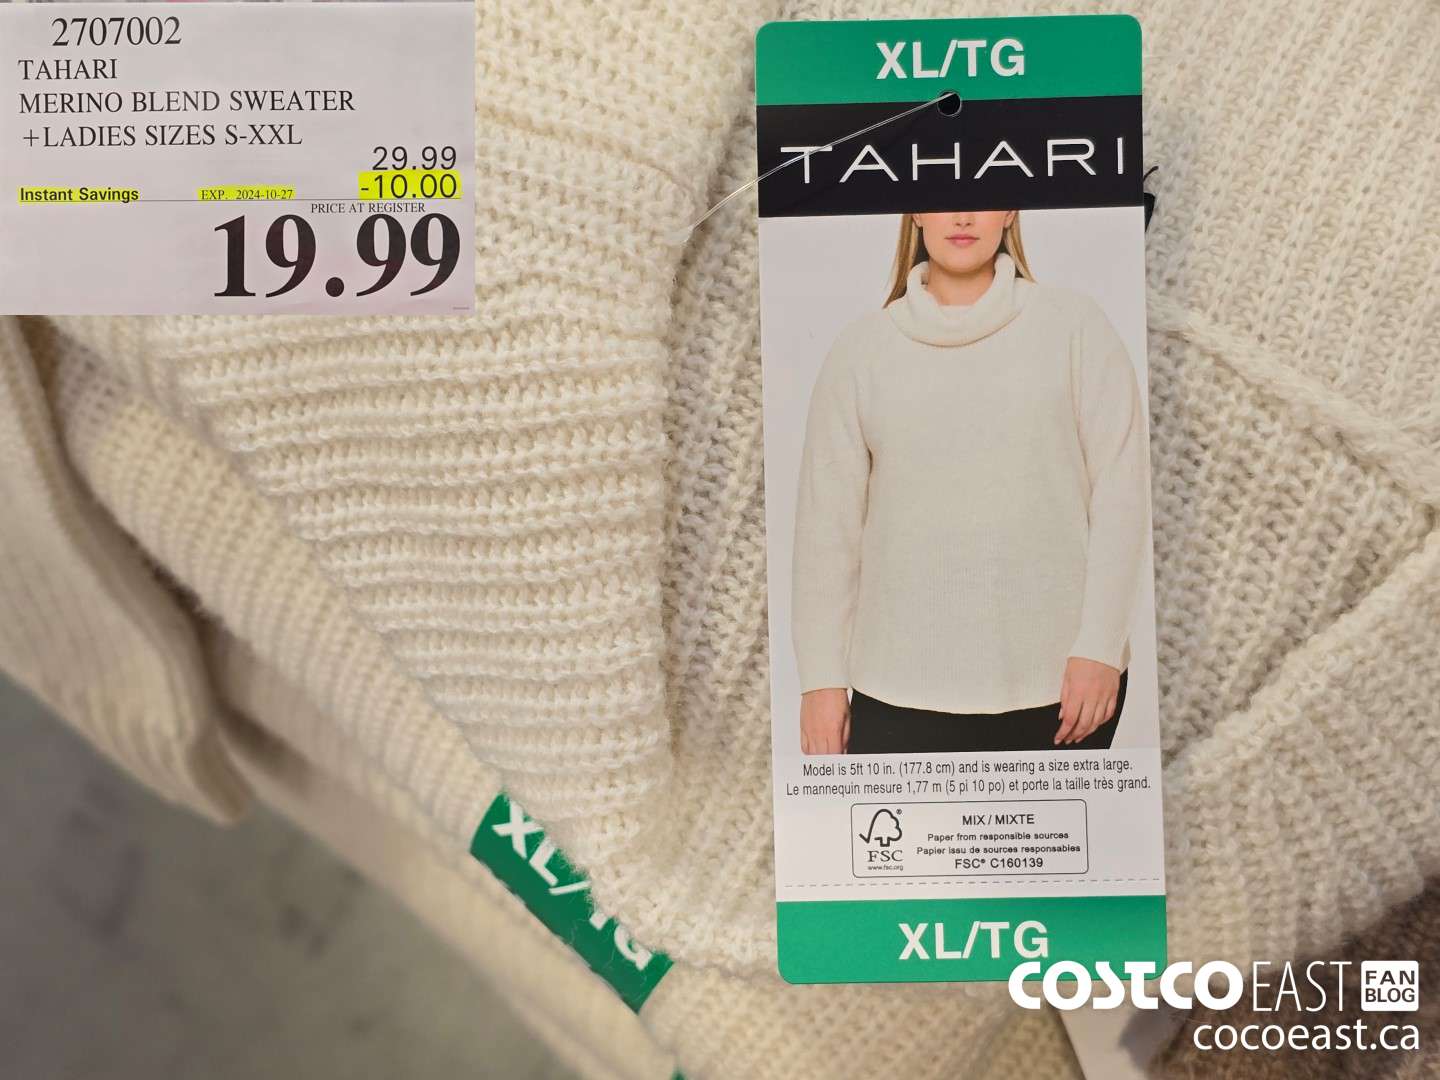 2707002
TAHARI
MERINO BLEND SWEATER
+LADIES SIZES S-XXL
29.99
Instant Savings EXP. 2024-10-27 -10.00
PRICE AT REGISTER
19.99
XL/TG
TAHARI
Model is 5ft 10 in. (177.8 cm) and is wearing a size extra large.
Le mannequin mesure 1,77 m (5 pi 10 po) et porte la taille très grand.
FSC
www.fsc.org
MIX / MIXTE
Paper from responsible sources
Papier issu de sources responsables
FSC® C160139
XL/TG
XL/TG
COSTCO EAST FAN BLOG
cocoeast.ca